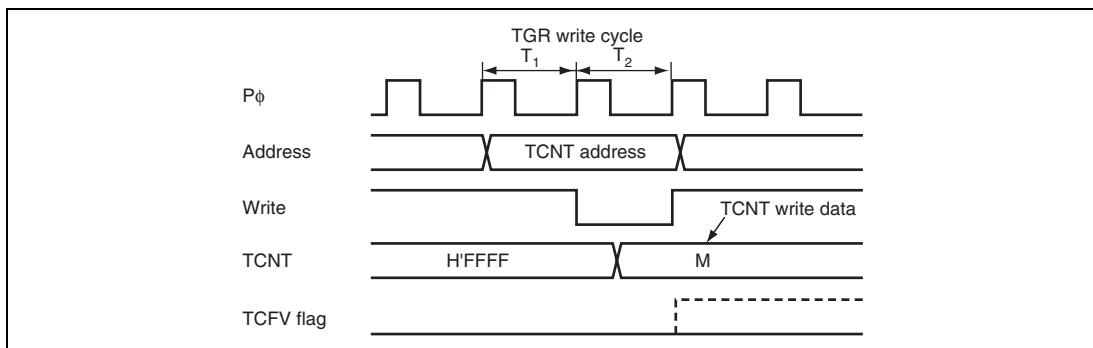 TGR write cycle
T1 T2
Pϕ
Address TCNT address
Write
TCNT write data
TCNT H'FFFF M
TCFV flag